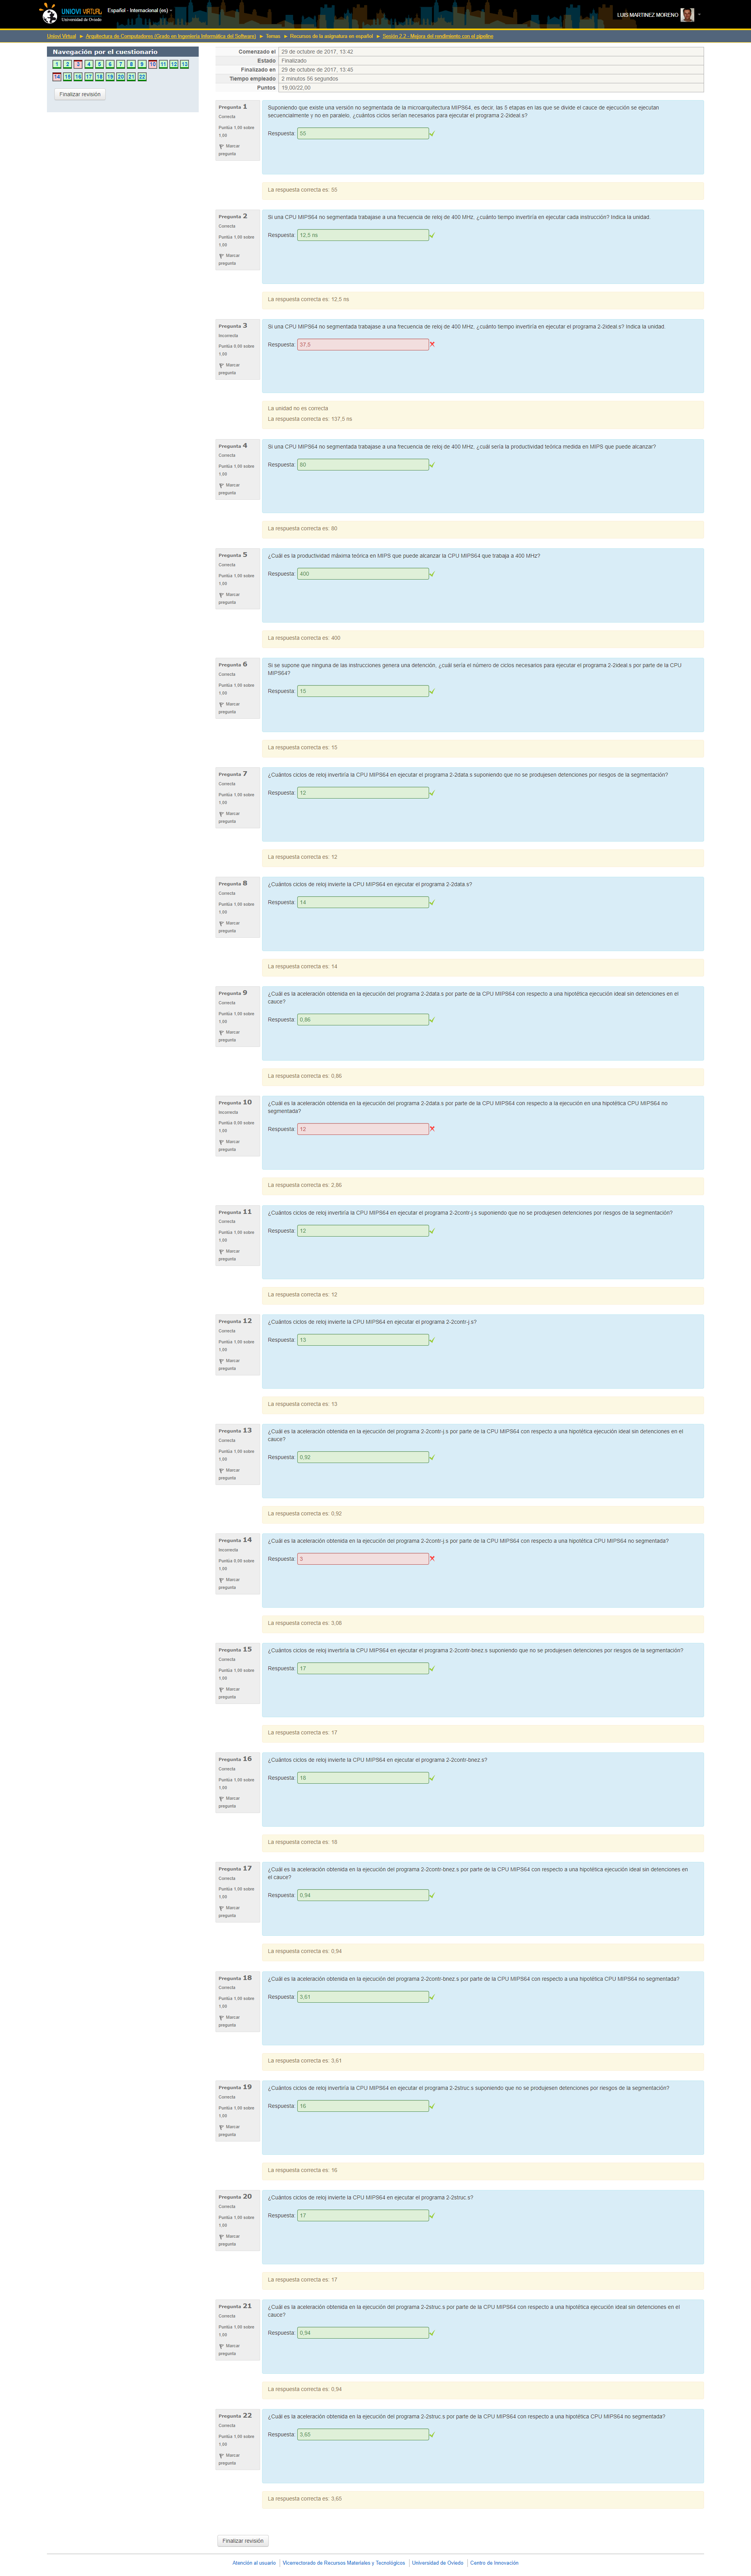 UNIOVI VIRTUAL
Universidad de Oviedo
Español - Internacional (es)
LUIS MARTINEZ MORENO
Uniovi Virtual ► Arquitectura de Computadores (Grado en Ingeniería Informática del Software) ► Temas ► Recursos de la asignatura en español ► Sesión 2.2 - Mejora del rendimiento con el pipeline
Navegación por el cuestionario
1 2 3 4 5 6 7 8 9 10 11 12 13
14 15 16 17 18 19 20 21 22
Finalizar revisión
Comenzado el 29 de octubre de 2017, 13:42
Estado Finalizado
Finalizado en 29 de octubre de 2017, 13:45
Tiempo empleado 2 minutos 56 segundos
Puntos 19,00/22,00
Pregunta 1
Correcta
Puntúa 1,00 sobre
1,00
Marcar
pregunta
Suponiendo que existe una versión no segmentada de la microarquitectura MIPS64, es decir, las 5 etapas en las que se divide el cauce de ejecución se ejecutan
secuencialmente y no en paralelo, ¿cuántos ciclos serían necesarios para ejecutar el programa 2-2ideal.s?
Respuesta: 55
La respuesta correcta es: 55
Pregunta 2
Correcta
Puntúa 1,00 sobre
1,00
Marcar
pregunta
Si una CPU MIPS64 no segmentada trabajase a una frecuencia de reloj de 400 MHz, ¿cuánto tiempo invertiría en ejecutar cada instrucción? Indica la unidad.
Respuesta: 12,5 ns
La respuesta correcta es: 12,5 ns
Pregunta 3
Incorrecta
Puntúa 0,00 sobre
1,00
Marcar
pregunta
Si una CPU MIPS64 no segmentada trabajase a una frecuencia de reloj de 400 MHz, ¿cuánto tiempo invertiría en ejecutar el programa 2-2ideal.s? Indica la unidad.
Respuesta: 37,5
La unidad no es correcta
La respuesta correcta es: 137,5 ns
Pregunta 4
Correcta
Puntúa 1,00 sobre
1,00
Marcar
pregunta
Si una CPU MIPS64 no segmentada trabajase a una frecuencia de reloj de 400 MHz, ¿cuál sería la productividad teórica medida en MIPS que puede alcanzar?
Respuesta: 80
La respuesta correcta es: 80
Pregunta 5
Correcta
Puntúa 1,00 sobre
1,00
Marcar
pregunta
¿Cuál es la productividad máxima teórica en MIPS que puede alcanzar la CPU MIPS64 que trabaja a 400 MHz?
Respuesta: 400
La respuesta correcta es: 400
Pregunta 6
Correcta
Puntúa 1,00 sobre
1,00
Marcar
pregunta
Si se supone que ninguna de las instrucciones genera una detención, ¿cuál sería el número de ciclos necesarios para ejecutar el programa 2-2ideal.s por parte de la CPU
MIPS64?
Respuesta: 15
La respuesta correcta es: 15
Pregunta 7
Correcta
Puntúa 1,00 sobre
1,00
Marcar
pregunta
¿Cuántos ciclos de reloj invertiría la CPU MIPS64 en ejecutar el programa 2-2data.s suponiendo que no se produjesen detenciones por riesgos de la segmentación?
Respuesta: 12
La respuesta correcta es: 12
Pregunta 8
Correcta
Puntúa 1,00 sobre
1,00
Marcar
pregunta
¿Cuántos ciclos de reloj invierte la CPU MIPS64 en ejecutar el programa 2-2data.s?
Respuesta: 14
La respuesta correcta es: 14
Pregunta 9
Correcta
Puntúa 1,00 sobre
1,00
Marcar
pregunta
¿Cuál es la aceleración obtenida en la ejecución del programa 2-2data.s por parte de la CPU MIPS64 con respecto a una hipotética ejecución ideal sin detenciones en el
cauce?
Respuesta: 0,86
La respuesta correcta es: 0,86
Pregunta 10
Incorrecta
Puntúa 0,00 sobre
1,00
Marcar
pregunta
¿Cuál es la aceleración obtenida en la ejecución del programa 2-2data.s por parte de la CPU MIPS64 con respecto a la ejecución en una hipotética CPU MIPS64 no
segmentada?
Respuesta: 12
La respuesta correcta es: 2,86
Pregunta 11
Correcta
Puntúa 1,00 sobre
1,00
Marcar
pregunta
¿Cuántos ciclos de reloj invertiría la CPU MIPS64 en ejecutar el programa 2-2contr-j.s suponiendo que no se produjesen detenciones por riesgos de la segmentación?
Respuesta: 12
La respuesta correcta es: 12
Pregunta 12
Correcta
Puntúa 1,00 sobre
1,00
Marcar
pregunta
¿Cuántos ciclos de reloj invierte la CPU MIPS64 en ejecutar el programa 2-2contr-j.s?
Respuesta: 13
La respuesta correcta es: 13
Pregunta 13
Correcta
Puntúa 1,00 sobre
1,00
Marcar
pregunta
¿Cuál es la aceleración obtenida en la ejecución del programa 2-2contr-j.s por parte de la CPU MIPS64 con respecto a una hipotética ejecución ideal sin detenciones en el
cauce?
Respuesta: 0,92
La respuesta correcta es: 0,92
Pregunta 14
Incorrecta
Puntúa 0,00 sobre
1,00
Marcar
pregunta
¿Cuál es la aceleración obtenida en la ejecución del programa 2-2contr-j.s por parte de la CPU MIPS64 con respecto a una hipotética CPU MIPS64 no segmentada?
Respuesta: 3
La respuesta correcta es: 3,08
Pregunta 15
Correcta
Puntúa 1,00 sobre
1,00
Marcar
pregunta
¿Cuántos ciclos de reloj invertiría la CPU MIPS64 en ejecutar el programa 2-2contr-bnez.s suponiendo que no se produjesen detenciones por riesgos de la segmentación?
Respuesta: 17
La respuesta correcta es: 17
Pregunta 16
Correcta
Puntúa 1,00 sobre
1,00
Marcar
pregunta
¿Cuántos ciclos de reloj invierte la CPU MIPS64 en ejecutar el programa 2-2contr-bnez.s?
Respuesta: 18
La respuesta correcta es: 18
Pregunta 17
Correcta
Puntúa 1,00 sobre
1,00
Marcar
pregunta
¿Cuál es la aceleración obtenida en la ejecución del programa 2-2contr-bnez.s por parte de la CPU MIPS64 con respecto a una hipotética ejecución ideal sin detenciones en
el cauce?
Respuesta: 0,94
La respuesta correcta es: 0,94
Pregunta 18
Correcta
Puntúa 1,00 sobre
1,00
Marcar
pregunta
¿Cuál es la aceleración obtenida en la ejecución del programa 2-2contr-bnez.s por parte de la CPU MIPS64 con respecto a una hipotética CPU MIPS64 no segmentada?
Respuesta: 3,61
La respuesta correcta es: 3,61
Pregunta 19
Correcta
Puntúa 1,00 sobre
1,00
Marcar
pregunta
¿Cuántos ciclos de reloj invertiría la CPU MIPS64 en ejecutar el programa 2-2struc.s suponiendo que no se produjesen detenciones por riesgos de la segmentación?
Respuesta: 16
La respuesta correcta es: 16
Pregunta 20
Correcta
Puntúa 1,00 sobre
1,00
Marcar
pregunta
¿Cuántos ciclos de reloj invierte la CPU MIPS64 en ejecutar el programa 2-2struc.s?
Respuesta: 17
La respuesta correcta es: 17
Pregunta 21
Correcta
Puntúa 1,00 sobre
1,00
Marcar
pregunta
¿Cuál es la aceleración obtenida en la ejecución del programa 2-2struc.s por parte de la CPU MIPS64 con respecto a una hipotética ejecución ideal sin detenciones en el
cauce?
Respuesta: 0,94
La respuesta correcta es: 0,94
Pregunta 22
Correcta
Puntúa 1,00 sobre
1,00
Marcar
pregunta
¿Cuál es la aceleración obtenida en la ejecución del programa 2-2struc.s por parte de la CPU MIPS64 con respecto a una hipotética CPU MIPS64 no segmentada?
Respuesta: 3,65
La respuesta correcta es: 3,65
Finalizar revisión
Atención al usuario Vicerrectorado de Recursos Materiales y Tecnológicos Universidad de Oviedo Centro de Innovación